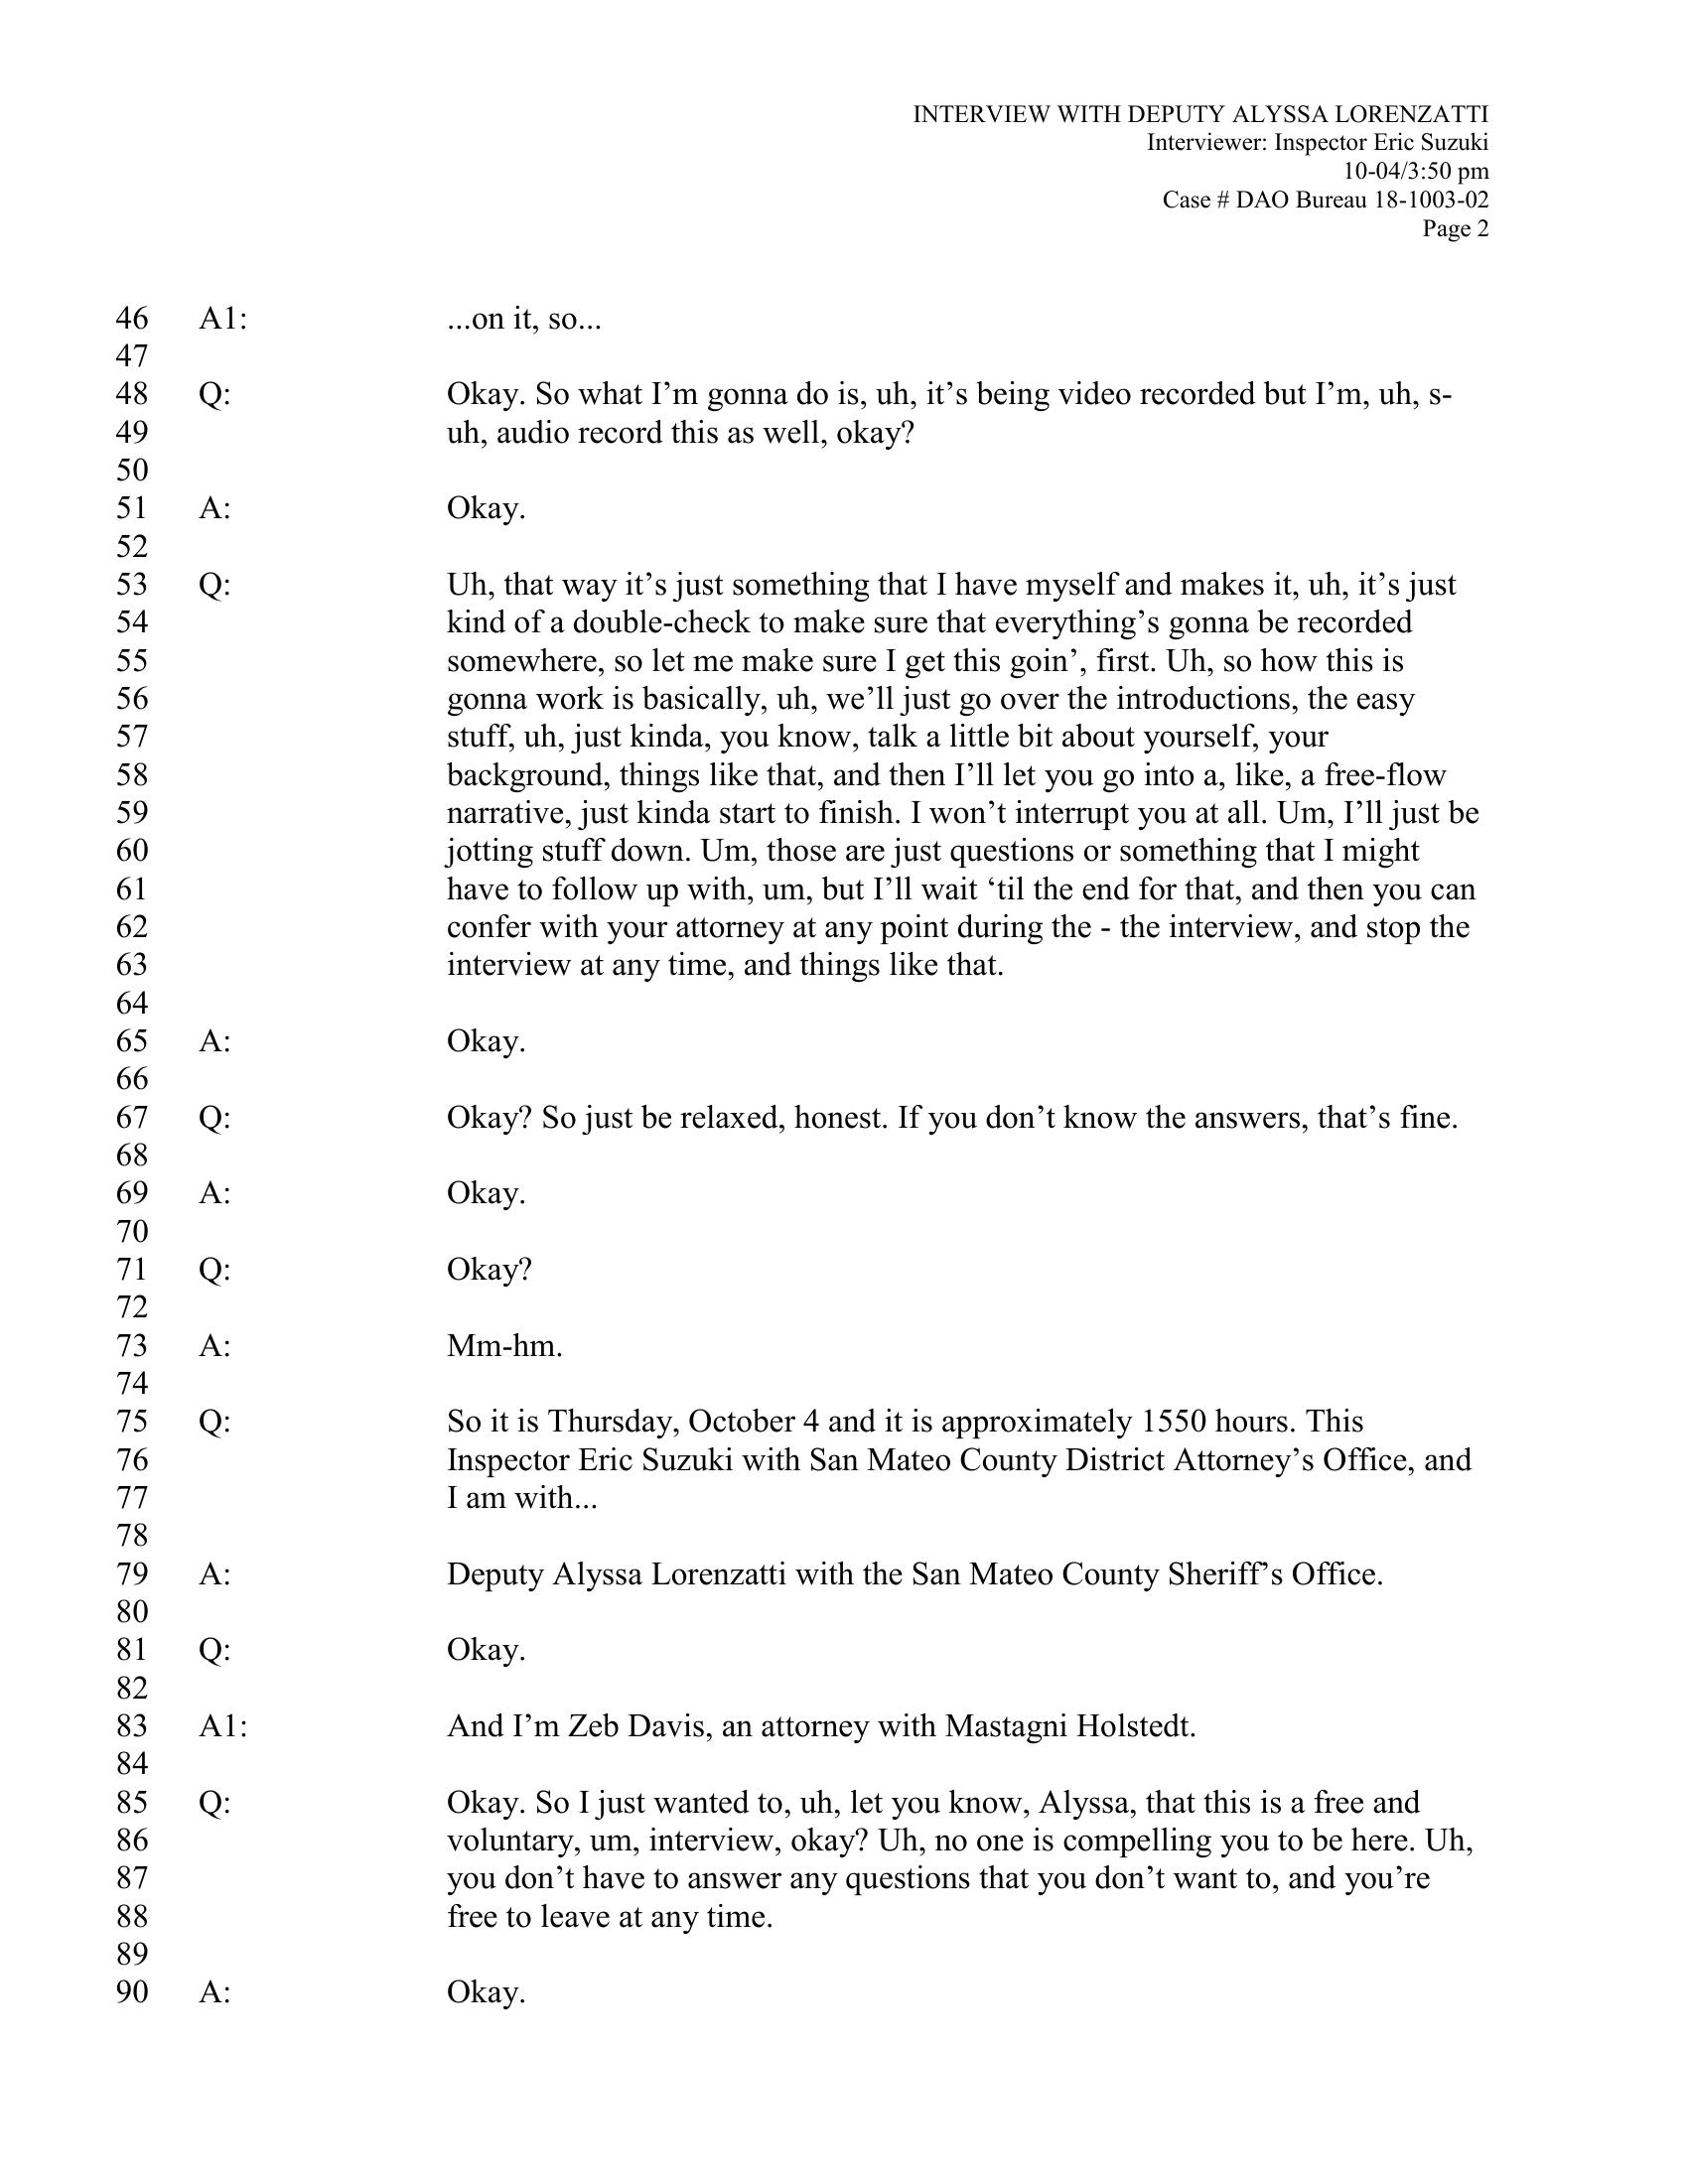 INTERVIEW WITH DEPUTY ALYSSA LORENZATTI
Interviewer: Inspector Eric Suzuki
10-04/3:50 pm
Case # DAO Bureau 18-1003-02
Page 2
46 A1: ...on it, so...
47
48 Q: Okay. So what I’m gonna do is, uh, it’s being video recorded but I’m, uh, s-
49 uh, audio record this as well, okay?
50
51 A: Okay.
52
53 Q: Uh, that way it’s just something that I have myself and makes it, uh, it’s just
54 kind of a double-check to make sure that everything’s gonna be recorded
55 somewhere, so let me make sure I get this goin’, first. Uh, so how this is
56 gonna work is basically, uh, we’ll just go over the introductions, the easy
57 stuff, uh, just kinda, you know, talk a little bit about yourself, your
58 background, things like that, and then I’ll let you go into a, like, a free-flow
59 narrative, just kinda start to finish. I won’t interrupt you at all. Um, I’ll just be
60 jotting stuff down. Um, those are just questions or something that I might
61 have to follow up with, um, but I’ll wait ‘til the end for that, and then you can
62 confer with your attorney at any point during the - the interview, and stop the
63 interview at any time, and things like that.
64
65 A: Okay.
66
67 Q: Okay? So just be relaxed, honest. If you don’t know the answers, that’s fine.
68
69 A: Okay.
70
71 Q: Okay?
72
73 A: Mm-hm.
74
75 Q: So it is Thursday, October 4 and it is approximately 1550 hours. This
76 Inspector Eric Suzuki with San Mateo County District Attorney’s Office, and
77 I am with...
78
79 A: Deputy Alyssa Lorenzatti with the San Mateo County Sheriff’s Office.
80
81 Q: Okay.
82
83 A1: And I’m Zeb Davis, an attorney with Mastagni Holstedt.
84
85 Q: Okay. So I just wanted to, uh, let you know, Alyssa, that this is a free and
86 voluntary, um, interview, okay? Uh, no one is compelling you to be here. Uh,
87 you don’t have to answer any questions that you don’t want to, and you’re
88 free to leave at any time.
89
90 A: Okay.